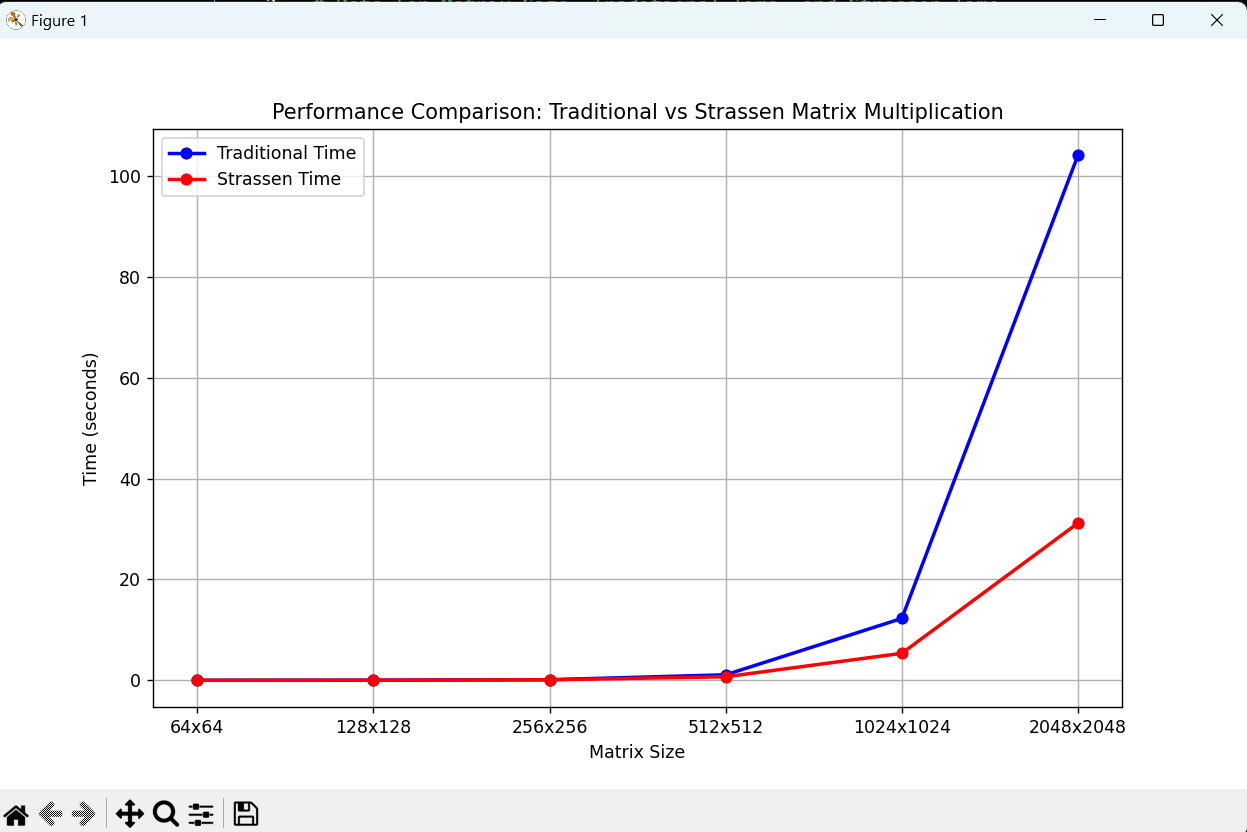 Figure 1
Performance Comparison: Traditional vs Strassen Matrix Multiplication
Traditional Time
Strassen Time
100
80
60
40
20
0
Time (seconds)
64x64
128x128
256x256
512x512
1024x1024
2048x2048
Matrix Size